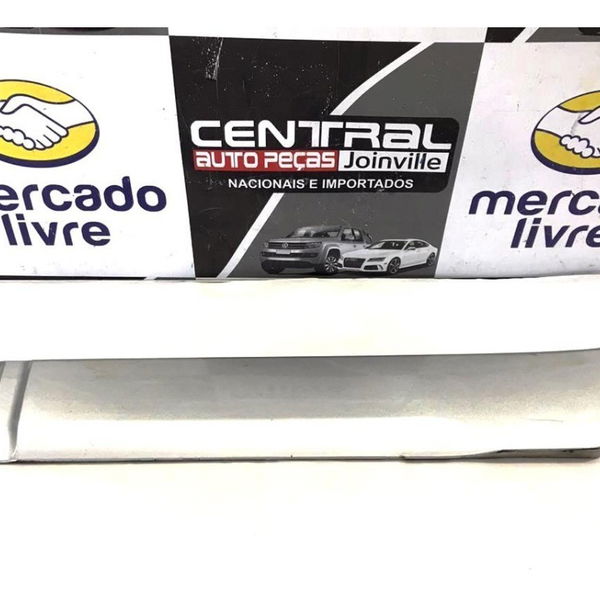 CENTRAL
AUTO PEÇAS Joinville
NACIONAIS E IMPORTADOS
mercado
livre
mercado
livre